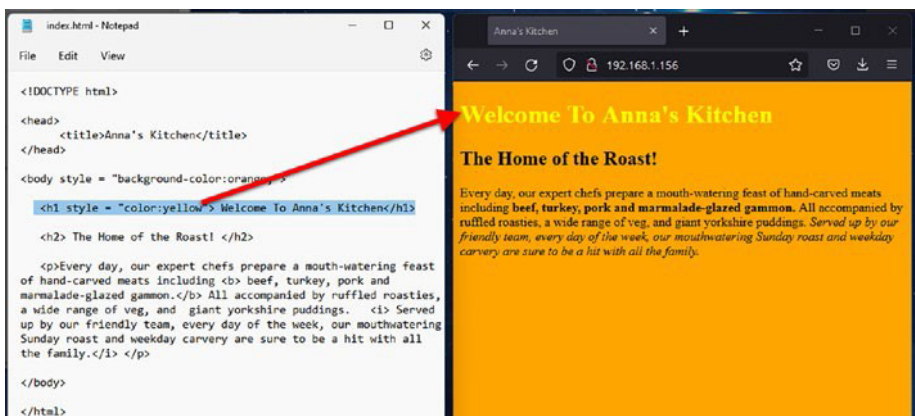 index.html - Notepad
File Edit View
<!DOCTYPE html>
<head>
<title>Anna's Kitchen</title>
</head>
<body style = "background-color:orange;">
<h1 style = "color:yellow"> Welcome To Anna's Kitchen</h1>
<h2> The Home of the Roast! </h2>
<p>Every day, our expert chefs prepare a mouth-watering feast
of hand-carved meats including <b> beef, turkey, pork and
marmalade-glazed gammon.</b> All accompanied by ruffled roasties,
a wide range of veg, and giant yorkshire puddings. <i> Served
up by our friendly team, every day of the week, our mouthwatering
Sunday roast and weekday carvery are sure to be a hit with all
the family.</i> </p>
</body>
</html>
Anna's Kitchen
192.168.1.156
Welcome To Anna's Kitchen
The Home of the Roast!
Every day, our expert chefs prepare a mouth-watering feast of hand-carved meats
including beef, turkey, pork and marmalade-glazed gammon. All accompanied by
ruffled roasties, a wide range of veg, and giant yorkshire puddings. Served up by our
friendly team, every day of the week, our mouthwatering Sunday roast and weekday
carvery are sure to be a hit with all the family.